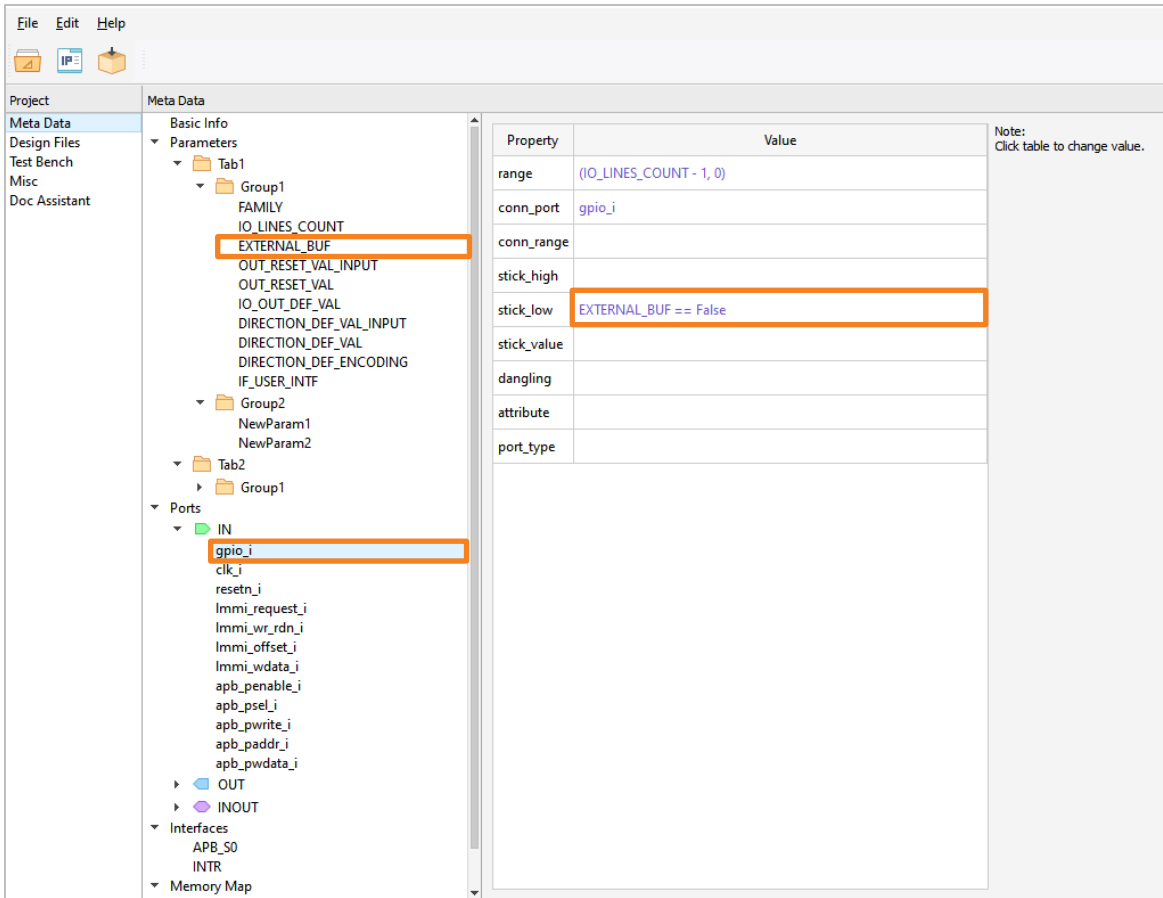 File Edit Help
IP
Project
Meta Data
Design Files
Test Bench
Misc
Doc Assistant
Meta Data
Basic Info
Parameters
Tab1
Group1
FAMILY
IO_LINES_COUNT
EXTERNAL_BUF
OUT_RESET_VAL_INPUT
OUT_RESET_VAL
IO_OUT_DEF_VAL
DIRECTION_DEF_VAL_INPUT
DIRECTION_DEF_VAL
DIRECTION_DEF_ENCODING
IF_USER_INTF
Group2
NewParam1
NewParam2
Tab2
Group1
Ports
IN
gpio_i
clk_i
resetn_i
lmmi_request_i
lmmi_wr_rdn_i
lmmi_offset_i
lmmi_wdata_i
apb_penable_i
apb_psel_i
apb_pwrite_i
apb_paddr_i
apb_pwdata_i
OUT
INOUT
Interfaces
APB_S0
INTR
Memory Map
Property Value
range (IO_LINES_COUNT - 1, 0)
conn_port gpio_i
conn_range
stick_high
stick_low EXTERNAL_BUF == False
stick_value
dangling
attribute
port_type
Note:
Click table to change value.